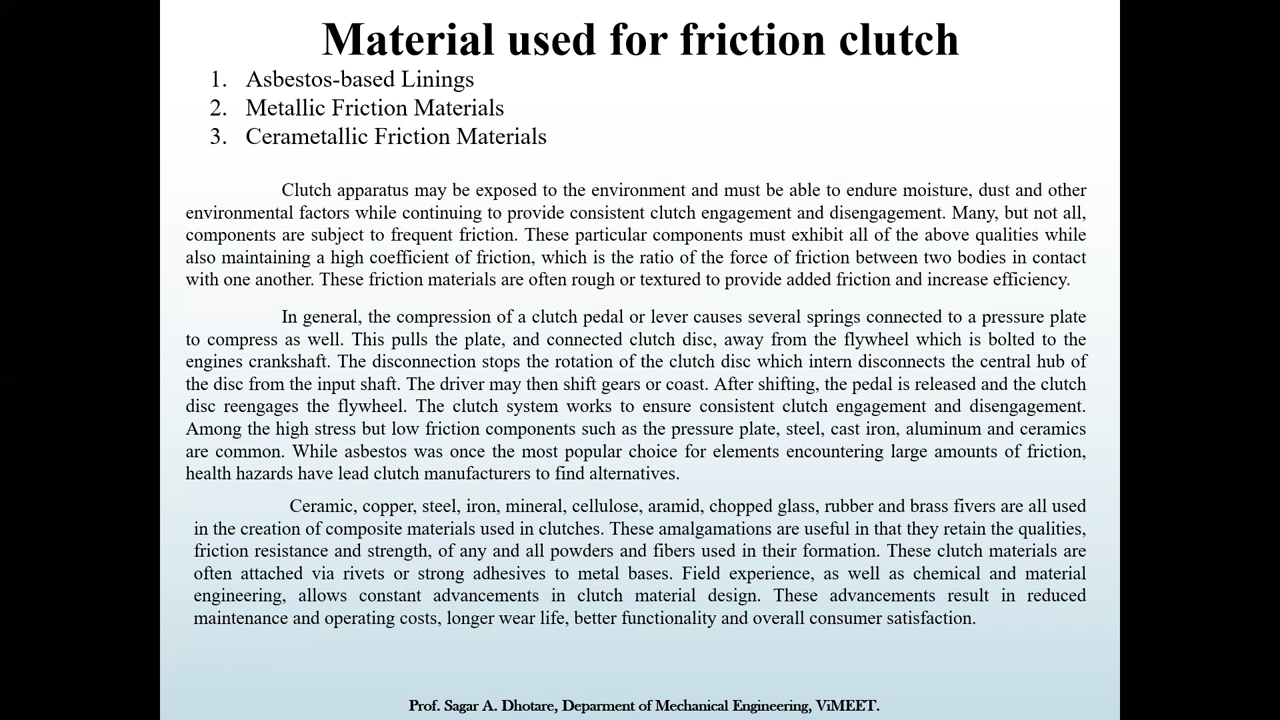 Material used for friction clutch
1. Asbestos-based Linings
2. Metallic Friction Materials
3. Cerametallic Friction Materials
Clutch apparatus may be exposed to the environment and must be able to endure moisture, dust and other
environmental factors while continuing to provide consistent clutch engagement and disengagement. Many, but not all,
components are subject to frequent friction. These particular components must exhibit all of the above qualities while
also maintaining a high coefficient of friction, which is the ratio of the force of friction between two bodies in contact
with one another. These friction materials are often rough or textured to provide added friction and increase efficiency.
In general, the compression of a clutch pedal or lever causes several springs connected to a pressure plate
to compress as well. This pulls the plate, and connected clutch disc, away from the flywheel which is bolted to the
engines crankshaft. The disconnection stops the rotation of the clutch disc which intern disconnects the central hub of
the disc from the input shaft. The driver may then shift gears or coast. After shifting, the pedal is released and the clutch
disc reengages the flywheel. The clutch system works to ensure consistent clutch engagement and disengagement.
Among the high stress but low friction components such as the pressure plate, steel, cast iron, aluminum and ceramics
are common. While asbestos was once the most popular choice for elements encountering large amounts of friction,
health hazards have lead clutch manufacturers to find alternatives.
Ceramic, copper, steel, iron, mineral, cellulose, aramid, chopped glass, rubber and brass fivers are all used
in the creation of composite materials used in clutches. These amalgamations are useful in that they retain the qualities,
friction resistance and strength, of any and all powders and fibers used in their formation. These clutch materials are
often attached via rivets or strong adhesives to metal bases. Field experience, as well as chemical and material
engineering, allows constant advancements in clutch material design. These advancements result in reduced
maintenance and operating costs, longer wear life, better functionality and overall consumer satisfaction.
Prof. Sagar A. Dhotare, Deparment of Mechanical Engineering, ViMEET.